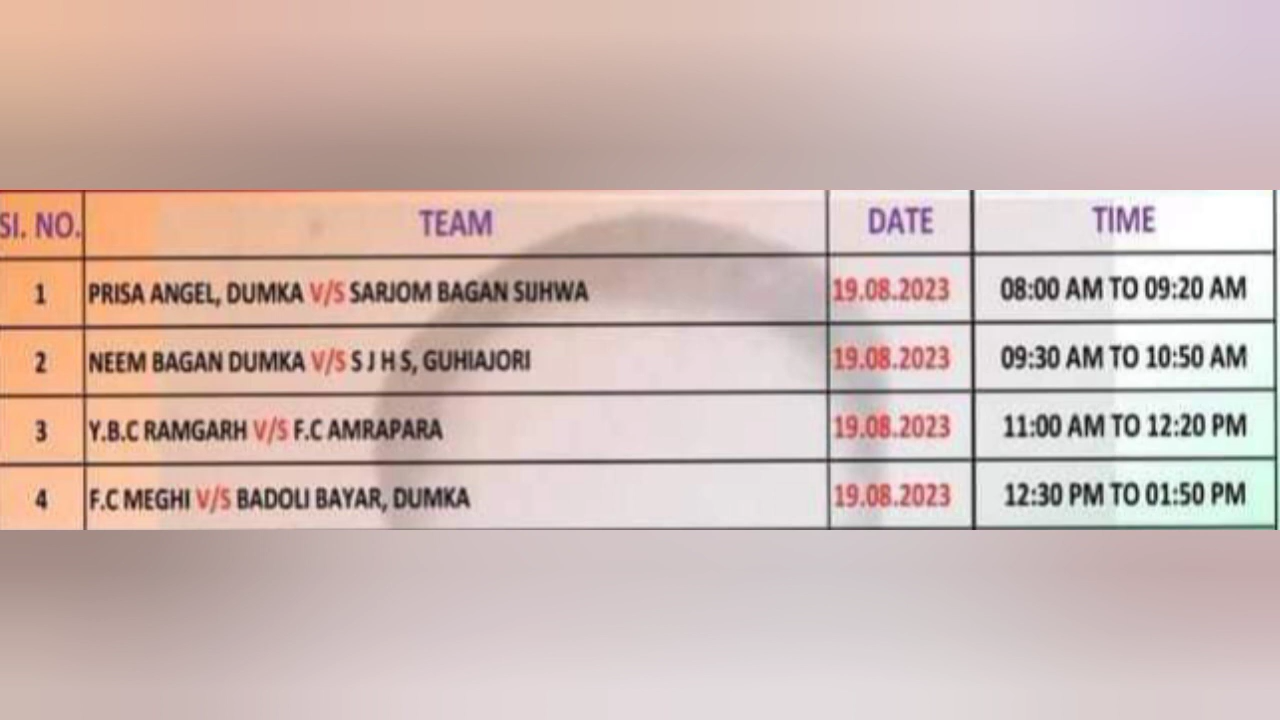 SI. NO. TEAM DATE TIME
1 PRISA ANGEL, DUMKA V/S SARJOM BAGAN SIJHWA 19.08.2023 08:00 AM TO 09:20 AM
2 NEEM BAGAN DUMKA V/S S J H S, GUHIAJORI 19.08.2023 09:30 AM TO 10:50 AM
3 Y.B.C RAMGARH V/S F.C AMRAPARA 19.08.2023 11:00 AM TO 12:20 PM
4 F.C MEGHI V/S BADOLI BAYAR, DUMKA 19.08.2023 12:30 PM TO 01:50 PM